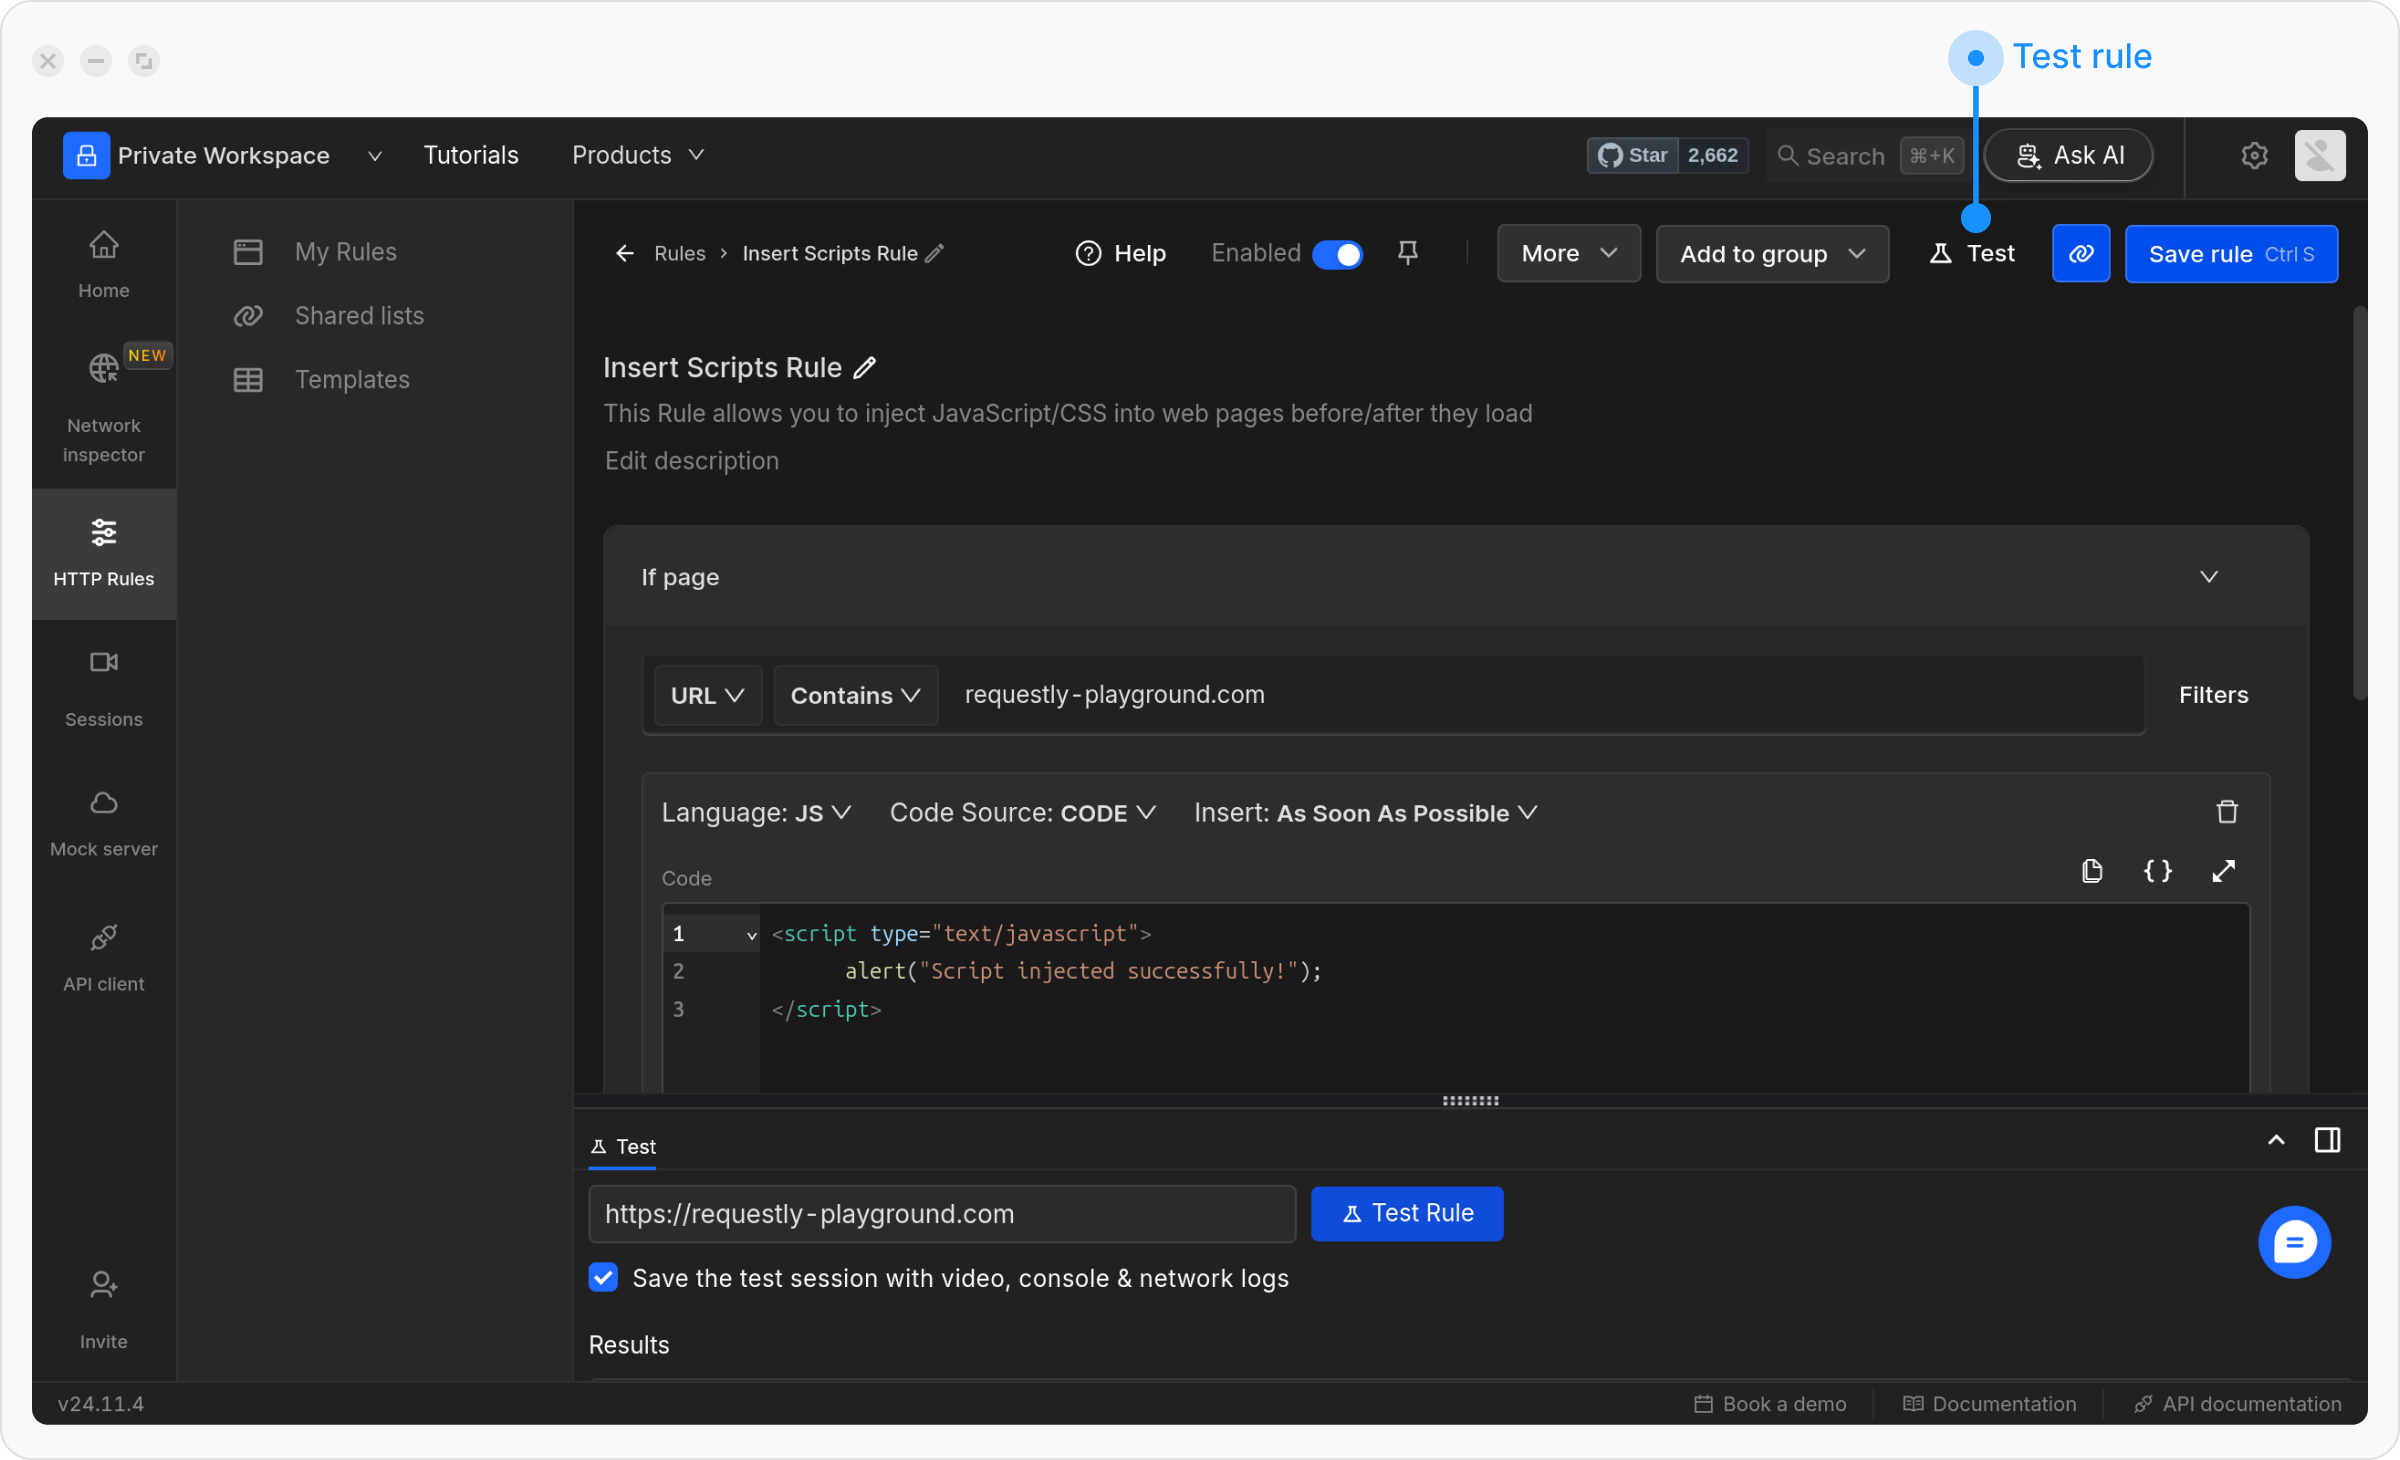 Test rule
Private Workspace
Tutorials
Products
Star 2,662
Search ⌘+K
Ask AI
Home
NEW
Network
inspector
HTTP Rules
Sessions
Mock server
API client
Invite
My Rules
Shared lists
Templates
Rules > Insert Scripts Rule
Help
Enabled
More
Add to group
Test
Save rule Ctrl S
Insert Scripts Rule
This Rule allows you to inject JavaScript/CSS into web pages before/after they load
Edit description
If page
URL Contains requestly-playground.com
Filters
Language: JS Code Source: CODE Insert: As Soon As Possible
Code
{ }
1 <script type="text/javascript">
2 alert("Script injected successfully!");
3 </script>
Test
https://requestly-playground.com
Test Rule
Save the test session with video, console & network logs
Results
v24.11.4
Book a demo
Documentation
API documentation